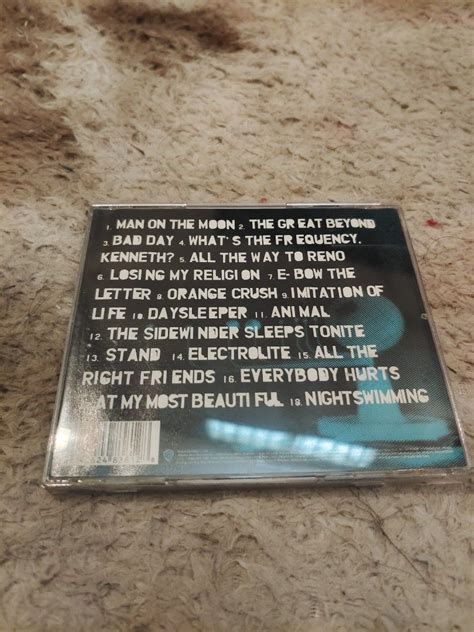 1. MAN ON THE MOON 2. THE GREAT BEYOND
3. BAD DAY 4. WHAT'S THE FREQUENCY,
KENNETH? 5. ALL THE WAY TO RENO
6. LOSING MY RELIGION 7. E-BOW THE
LETTER 8. ORANGE CRUSH 9. IMITATION OF
LIFE 10. DAYSLEEPER 11. ANIMAL
12. THE SIDEWINDER SLEEPS TONITE
13. STAND 14. ELECTROLITE 15. ALL THE
RIGHT FRIENDS 16. EVERYBODY HURTS
AT MY MOST BEAUTIFUL 18. NIGHTSWIMMING